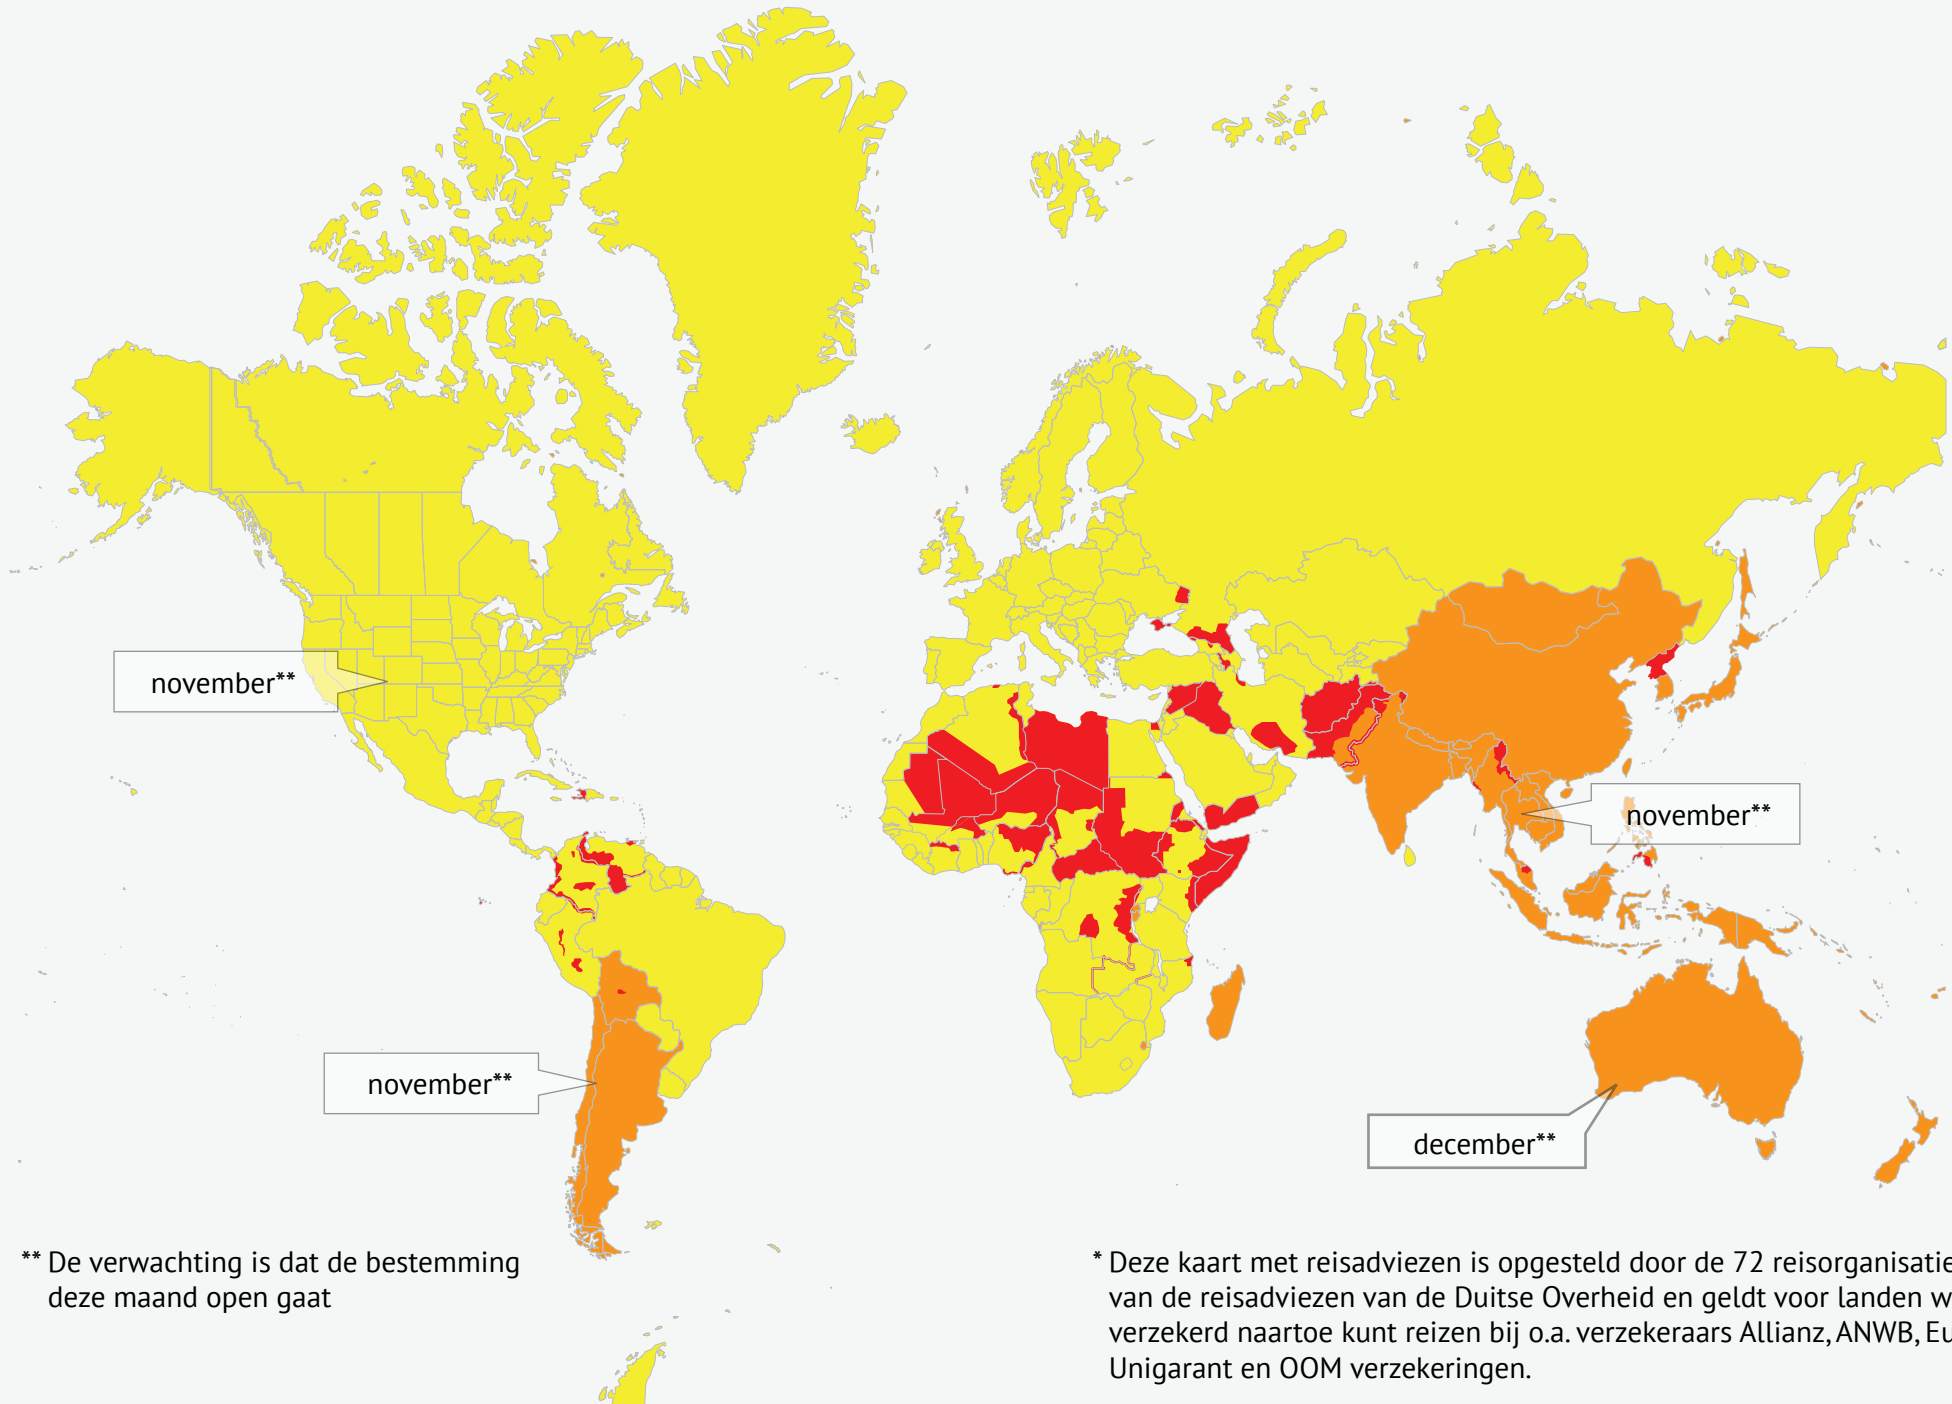 november**
november**
november**
december**
** De verwachting is dat de bestemming
deze maand open gaat
* Deze kaart met reisadviezen is opgesteld door de 72 reisorganisatie
van de reisadviezen van de Duitse Overheid en geldt voor landen w
verzekerd naartoe kunt reizen bij o.a. verzekeraars Allianz, ANWB, Eu
Unigarant en OOM verzekeringen.